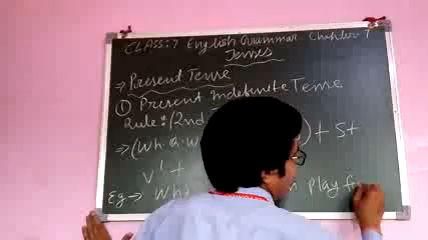 CLASS:7 English Grammar Chapter-7
Tenses
→ Present Tense
① Present Indefinite Tense
Rule: (2nd
→ (Wh. Q. W ) + St
V' +
Eg → Wh play